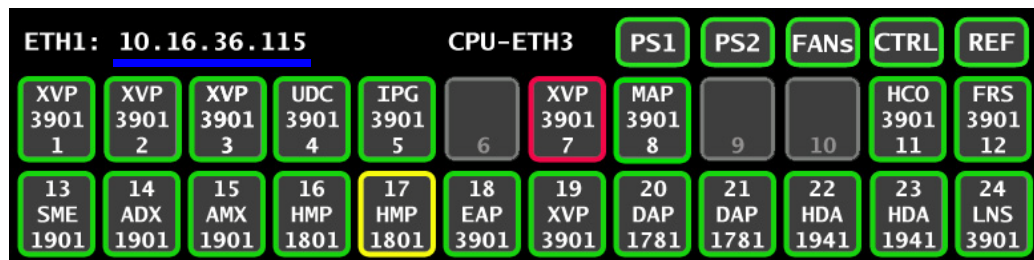 ETH1: 10.16.36.115 CPU-ETH3 PS1 PS2 FANs CTRL REF
XVP XVP XVP UDC IPG XVP MAP HCO FRS
3901 3901 3901 3901 3901 3901 3901 3901 3901
1 2 3 4 5 6 7 8 9 10 11 12
13 14 15 16 17 18 19 20 21 22 23 24
SME ADX AMX HMP HMP EAP XVP DAP DAP HDA HDA LNS
1901 1901 1901 1801 1801 3901 3901 1781 1781 1941 1941 3901